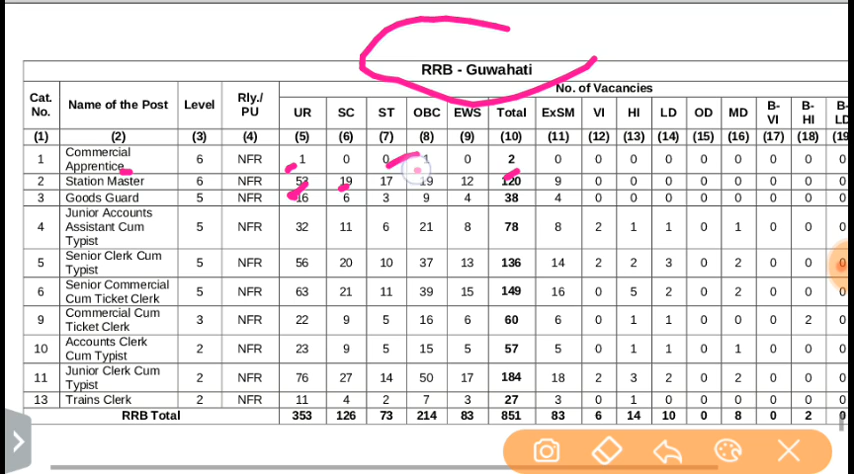 RRB - Guwahati
No. of Vacancies
Cat. No. Name of the Post Level Rly./ PU UR SC ST OBC EWS Total ExSM VI HI LD OD MD B- VI B- HI B- LD
(1) (2) (3) (4) (5) (6) (7) (8) (9) (10) (11) (12) (13) (14) (15) (16) (17) (18) (19
1 Commercial Apprentice 6 NFR 1 0 0 1 0 2 0 0 0 0 0 0 0 0 0
2 Station Master 6 NFR 53 19 17 19 12 120 9 0 0 0 0 0 0 0 0
3 Goods Guard 5 NFR 16 6 3 9 4 38 4 0 0 0 0 0 0 0 0
4 Junior Accounts Assistant Cum Typist 5 NFR 32 11 6 21 8 78 8 2 1 1 0 1 0 0 0
5 Senior Clerk Cum Typist 5 NFR 56 20 10 37 13 136 14 2 2 3 0 2 0 0 0
6 Senior Commercial Cum Ticket Clerk 5 NFR 63 21 11 39 15 149 16 0 5 2 0 2 0 0 0
9 Commercial Cum Ticket Clerk 3 NFR 22 9 5 16 6 60 6 0 1 1 0 0 0 2 0
10 Accounts Clerk Cum Typist 2 NFR 23 9 5 15 5 57 5 0 1 1 0 1 0 0 0
11 Junior Clerk Cum Typist 2 NFR 76 27 14 50 17 184 18 2 3 2 0 2 0 0 0
13 Trains Clerk 2 NFR 11 4 2 7 3 27 3 0 1 0 0 0 0 0 0
RRB Total 353 126 73 214 83 851 83 6 14 10 0 8 0 2 0